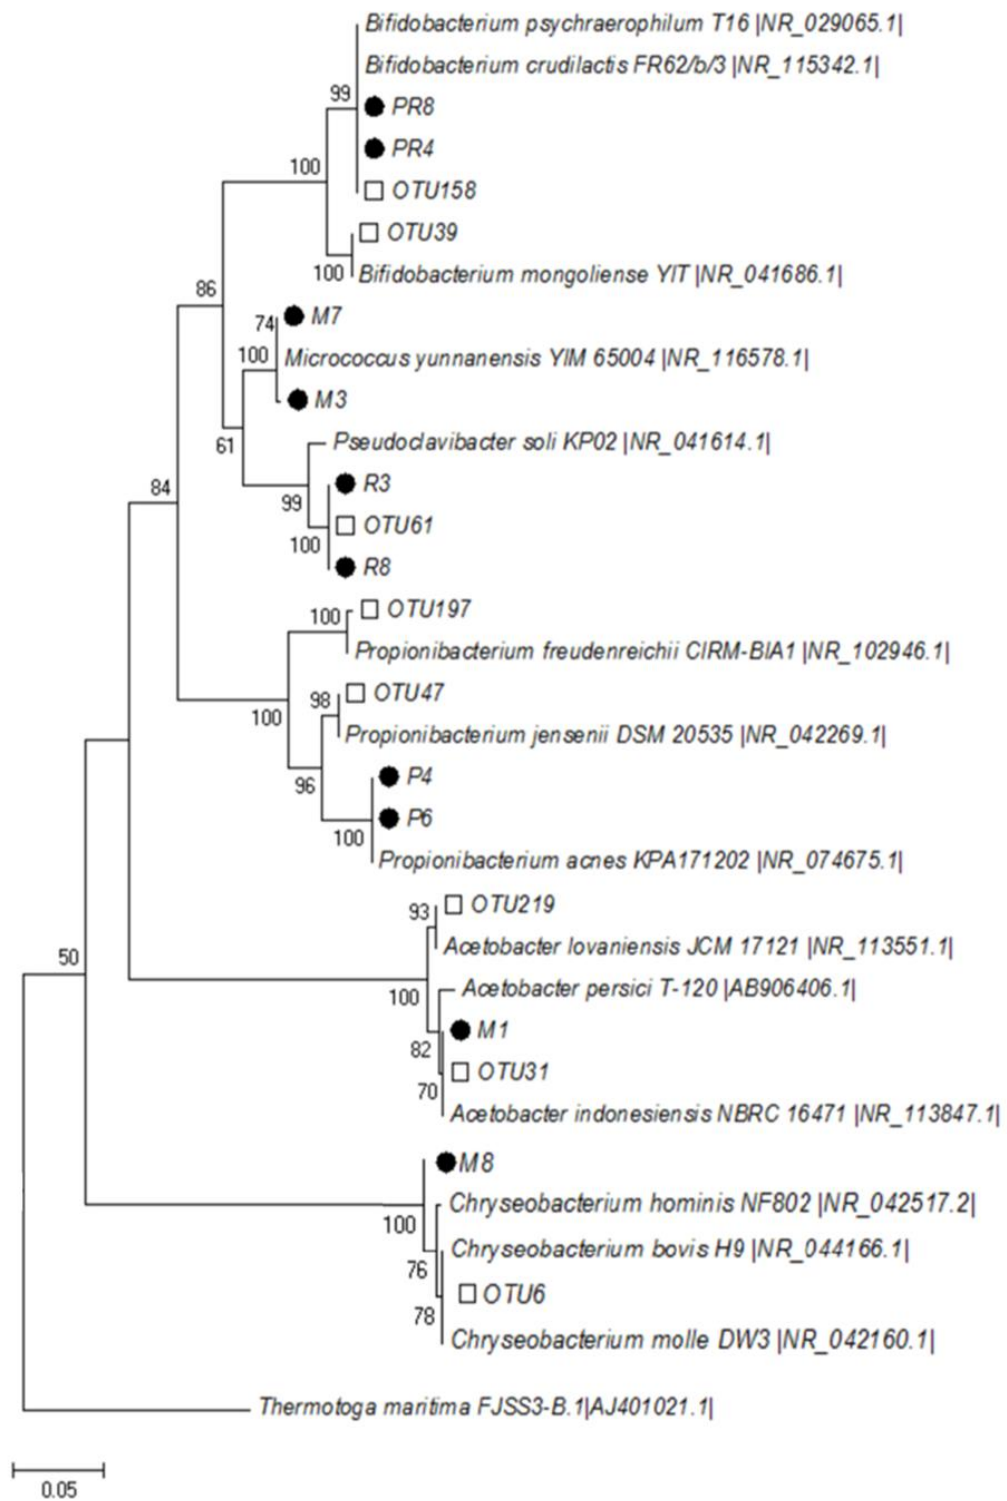 Bifidobacterium psychraerophilum T16 |NR_029065.1|
Bifidobacterium crudilactis FR62/b/3 |NR_115342.1|
99
PR8
PR4
100
OTU158
OTU39
100
Bifidobacterium mongoliense YIT |NR_041686.1|
86
74
M7
100
Micrococcus yunnanensis YIM 65004 |NR_116578.1|
M3
61
Pseudoclavibacter soli KP02 |NR_041614.1|
84
R3
99
OTU61
100
R8
100
OTU197
Propionibacterium freudenreichii CIRM-BIA1 |NR_102946.1|
98
OTU47
100
Propionibacterium jensenii DSM 20535 |NR_042269.1|
96
P4
P6
100
Propionibacterium acnes KPA171202 |NR_074675.1|
93
OTU219
Acetobacter lovaniensis JCM 17121 |NR_113551.1|
50
100
Acetobacter persici T-120 |AB906406.1|
M1
82
OTU31
70
Acetobacter indonesiensis NBRC 16471 |NR_113847.1|
M8
Chryseobacterium hominis NF802 |NR_042517.2|
100
Chryseobacterium bovis H9 |NR_044166.1|
76
OTU6
78
Chryseobacterium molle DW3 |NR_042160.1|
Thermotoga maritima FJSS3-B.1|AJ401021.1|
0.05